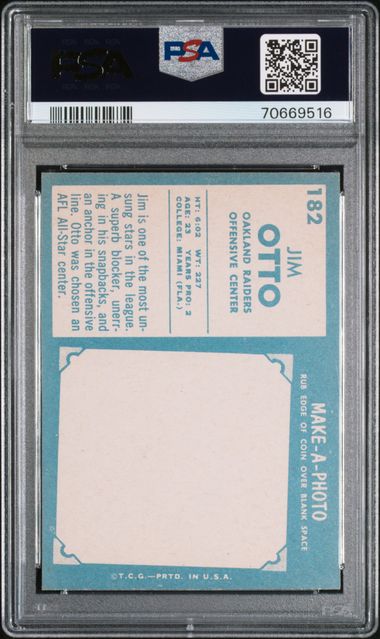 PSA
PSA
70669516
182
JIM
OTTO
OAKLAND RAIDERS
OFFENSIVE CENTER
HT: 6:02 WT: 227
AGE: 23 YEARS PRO: 2
COLLEGE: MIAMI (FLA.)
Jim is one of the most un-
sung stars in the league.
A superb blocker, unerr-
ing in his snapbacks, and
an anchor in the offensive
line, Otto was chosen an
AFL All-Star center.
MAKE-A-PHOTO
RUB EDGE OF COIN OVER BLANK SPACE
©T.C.G.—PRTD. IN U.S.A.